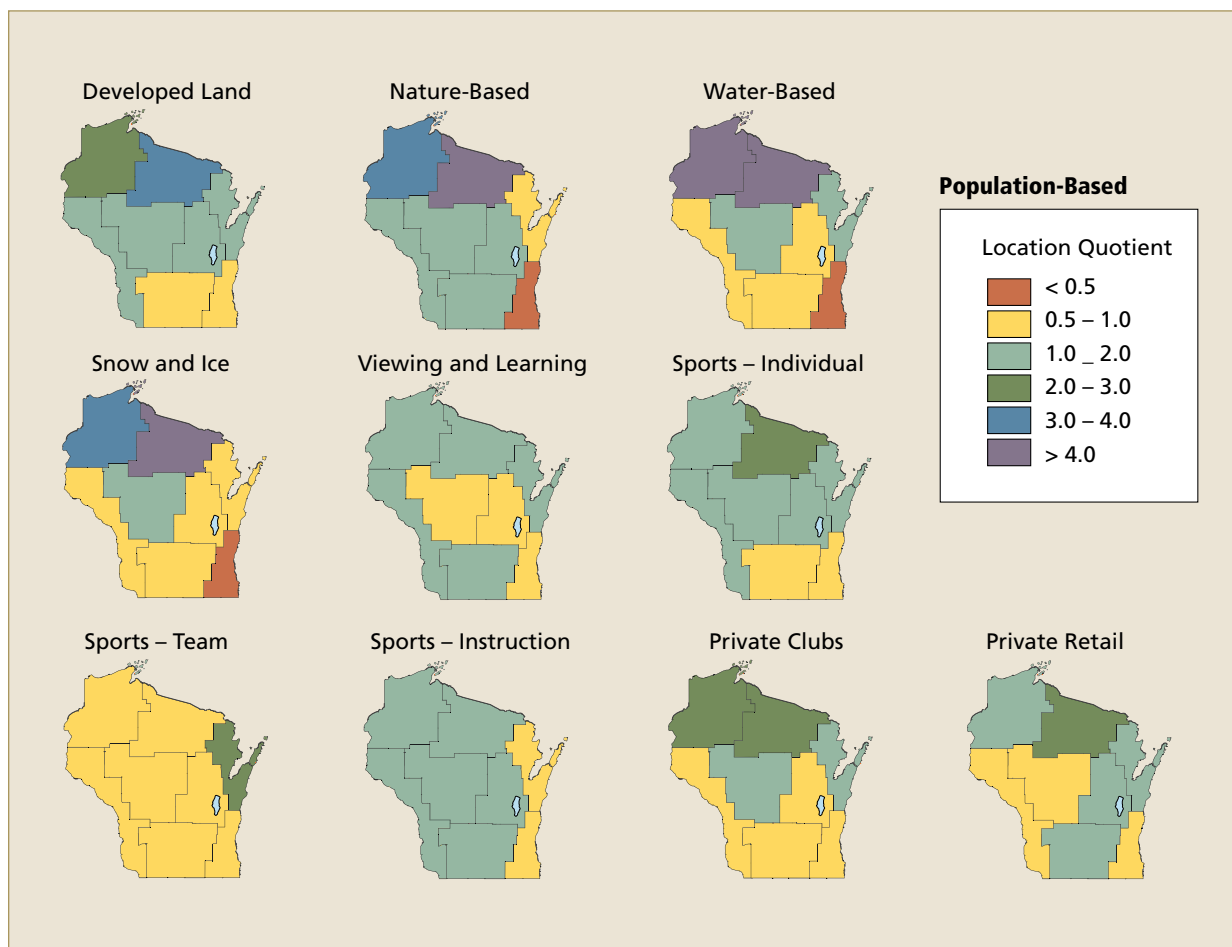 Developed Land
Nature-Based
Water-Based
Population-Based
Location Quotient
< 0.5
0.5 – 1.0
1.0 _ 2.0
2.0 – 3.0
3.0 – 4.0
> 4.0
Snow and Ice
Viewing and Learning
Sports – Individual
Sports – Team
Sports – Instruction
Private Clubs
Private Retail